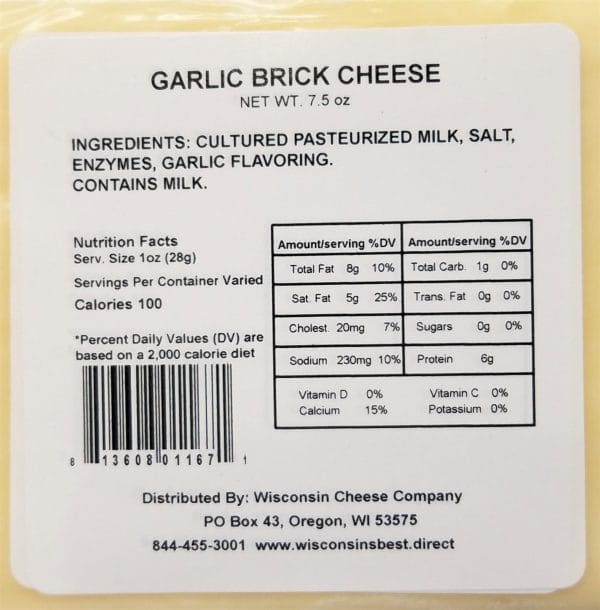 GARLIC BRICK CHEESE
NET WT. 7.5 oz
INGREDIENTS: CULTURED PASTEURIZED MILK, SALT,
ENZYMES, GARLIC FLAVORING.
CONTAINS MILK.
Nutrition Facts
Serv. Size 1oz (28g)
Servings Per Container Varied
Calories 100
*Percent Daily Values (DV) are
based on a 2,000 calorie diet
Amount/serving %DV Amount/serving %DV
Total Fat 8g 10% Total Carb. 1g 0%
Sat. Fat 5g 25% Trans. Fat 0g 0%
Cholest. 20mg 7% Sugars 0g 0%
Sodium 230mg 10% Protein 6g
Vitamin D 0% Vitamin C 0%
Calcium 15% Potassium 0%
8 13608 01167 1
Distributed By: Wisconsin Cheese Company
PO Box 43, Oregon, WI 53575
844-455-3001 www.wisconsinsbest.direct